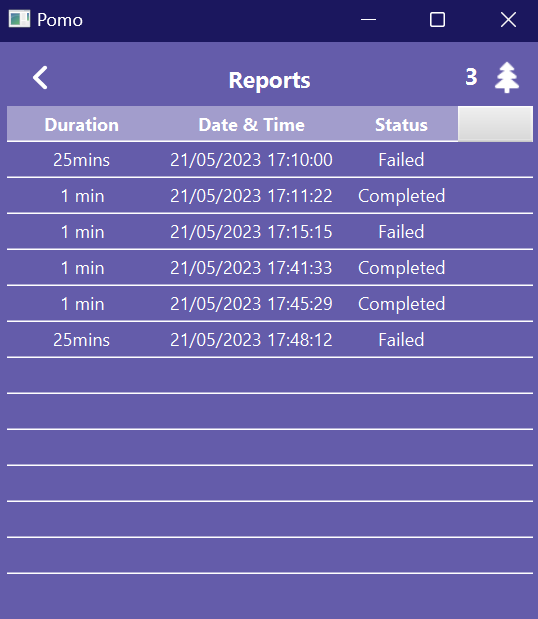 Pomo
Reports 3
Duration Date & Time Status
25mins 21/05/2023 17:10:00 Failed
1 min 21/05/2023 17:11:22 Completed
1 min 21/05/2023 17:15:15 Failed
1 min 21/05/2023 17:41:33 Completed
1 min 21/05/2023 17:45:29 Completed
25mins 21/05/2023 17:48:12 Failed